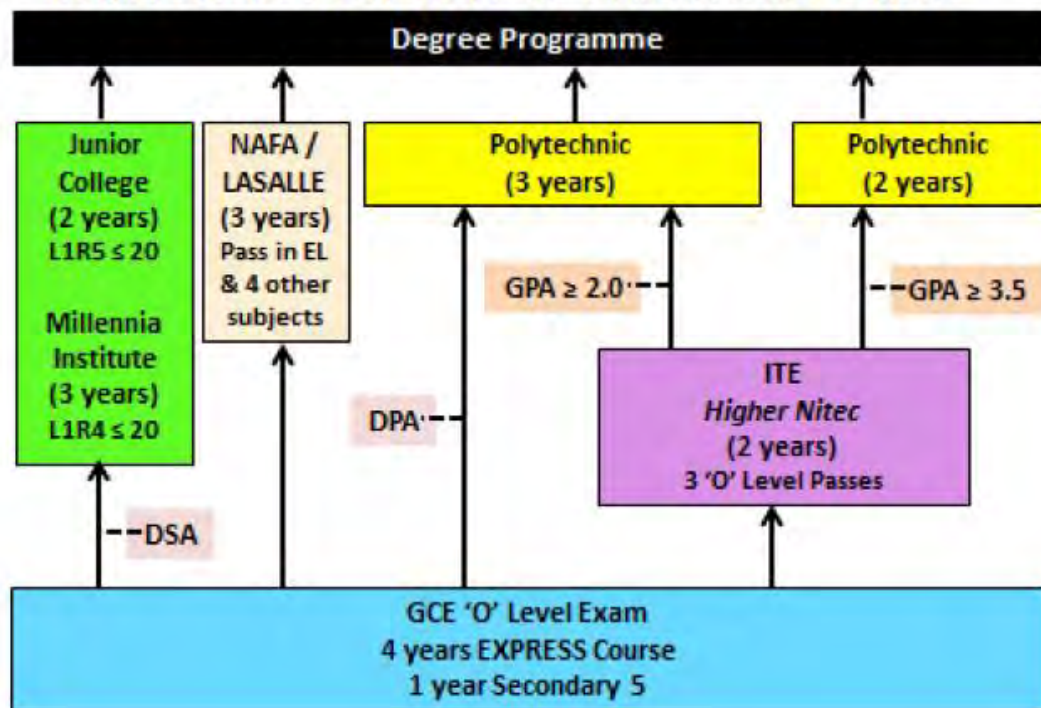 Degree Programme
Junior
College
(2 years)
L1R5 ≤ 20
Millennia
Institute
(3 years)
L1R4 ≤ 20
NAFA /
LASALLE
(3 years)
Pass in EL
& 4 other
subjects
Polytechnic
(3 years)
Polytechnic
(2 years)
GPA ≥ 2.0
GPA ≥ 3.5
ITE
Higher Nitec
(2 years)
3 ‘O’ Level Passes
DPA
DSA
GCE ‘O’ Level Exam
4 years EXPRESS Course
1 year Secondary 5